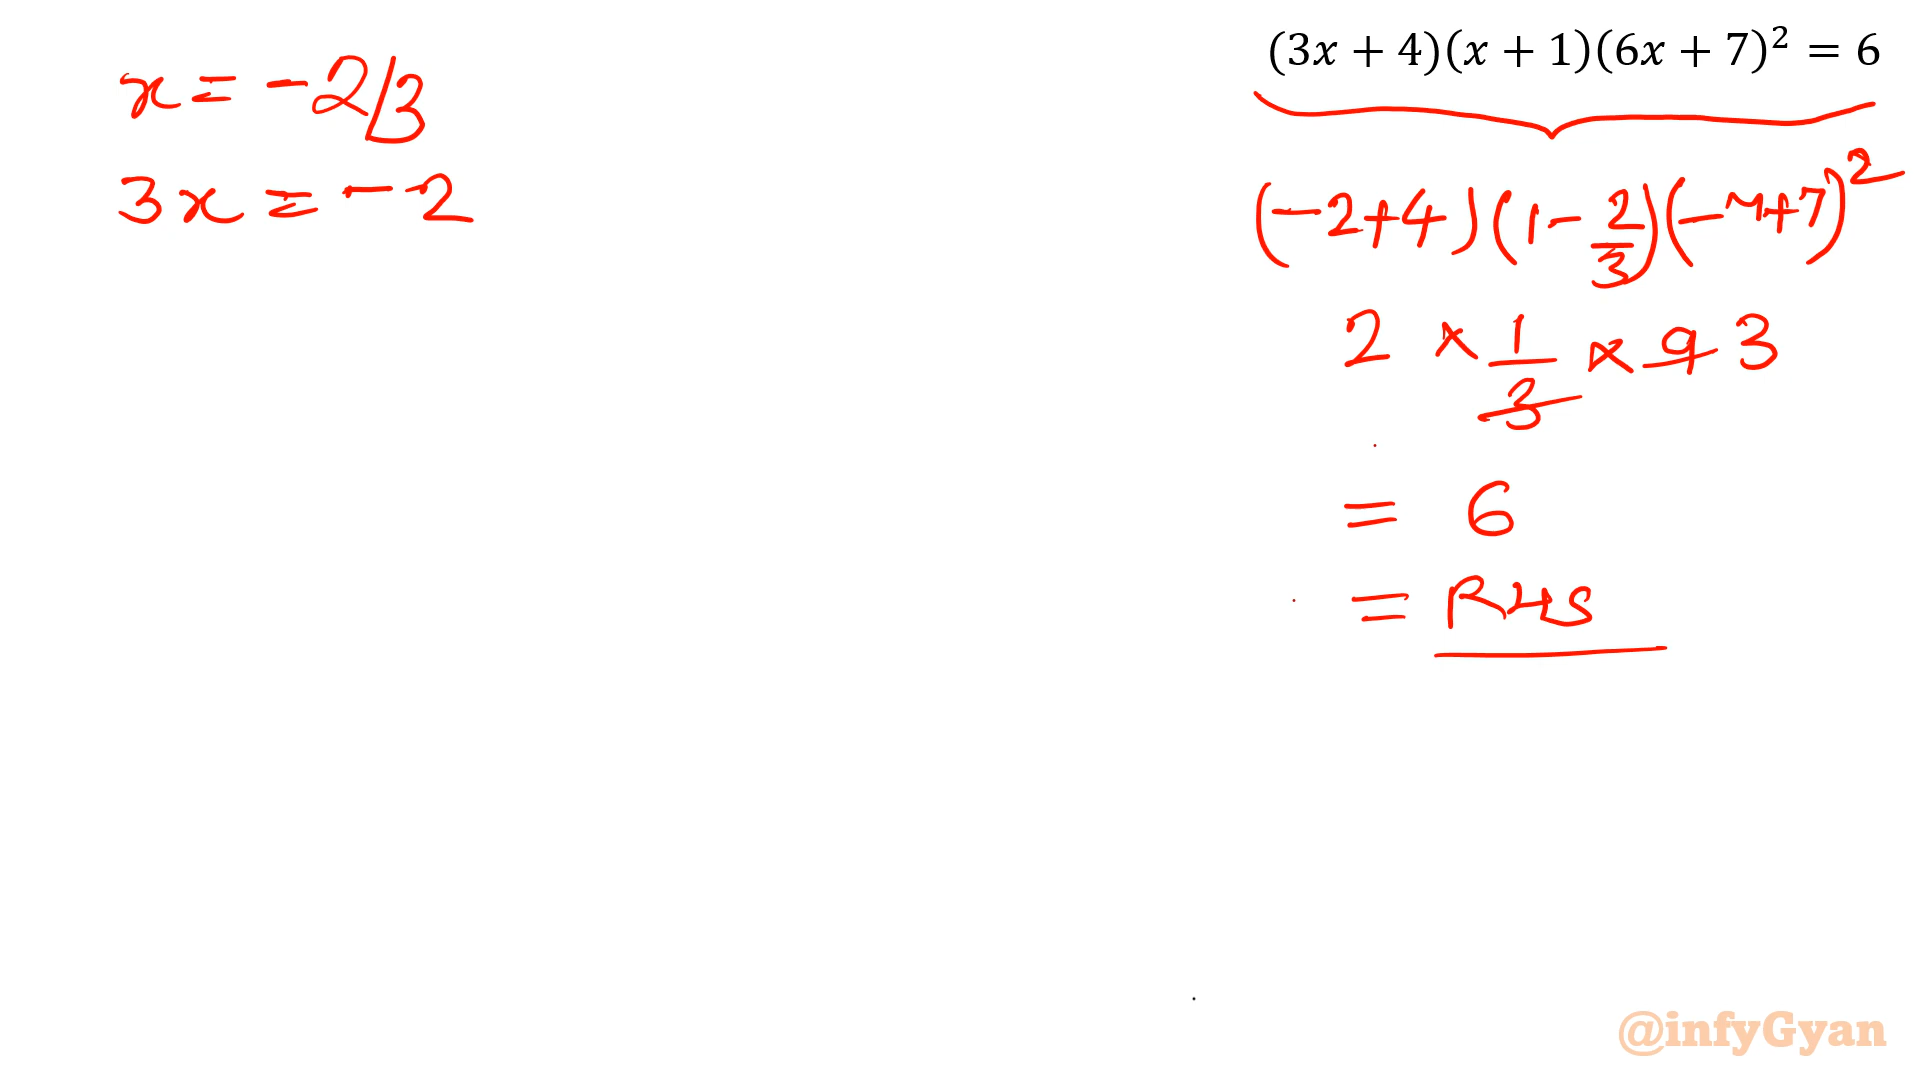 (3x + 4)(x + 1)(6x + 7)² = 6
x = -2/3
3x = -2
(-2+4)(1-2/3)(-4+7)²
2 × 1/3 × 9 3
= 6
= RHS
@infyGyan